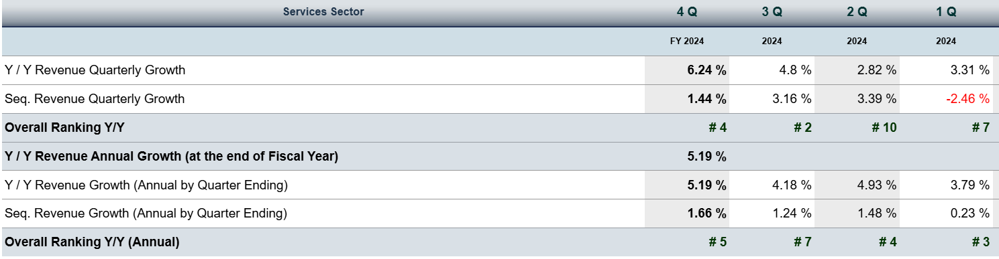 Services Sector 4 Q 3 Q 2 Q 1 Q
FY 2024 2024 2024 2024
Y / Y Revenue Quarterly Growth 6.24 % 4.8 % 2.82 % 3.31 %
Seq. Revenue Quarterly Growth 1.44 % 3.16 % 3.39 % -2.46 %
Overall Ranking Y/Y # 4 # 2 # 10 # 7
Y / Y Revenue Annual Growth (at the end of Fiscal Year) 5.19 %
Y / Y Revenue Growth (Annual by Quarter Ending) 5.19 % 4.18 % 4.93 % 3.79 %
Seq. Revenue Growth (Annual by Quarter Ending) 1.66 % 1.24 % 1.48 % 0.23 %
Overall Ranking Y/Y (Annual) # 5 # 7 # 4 # 3